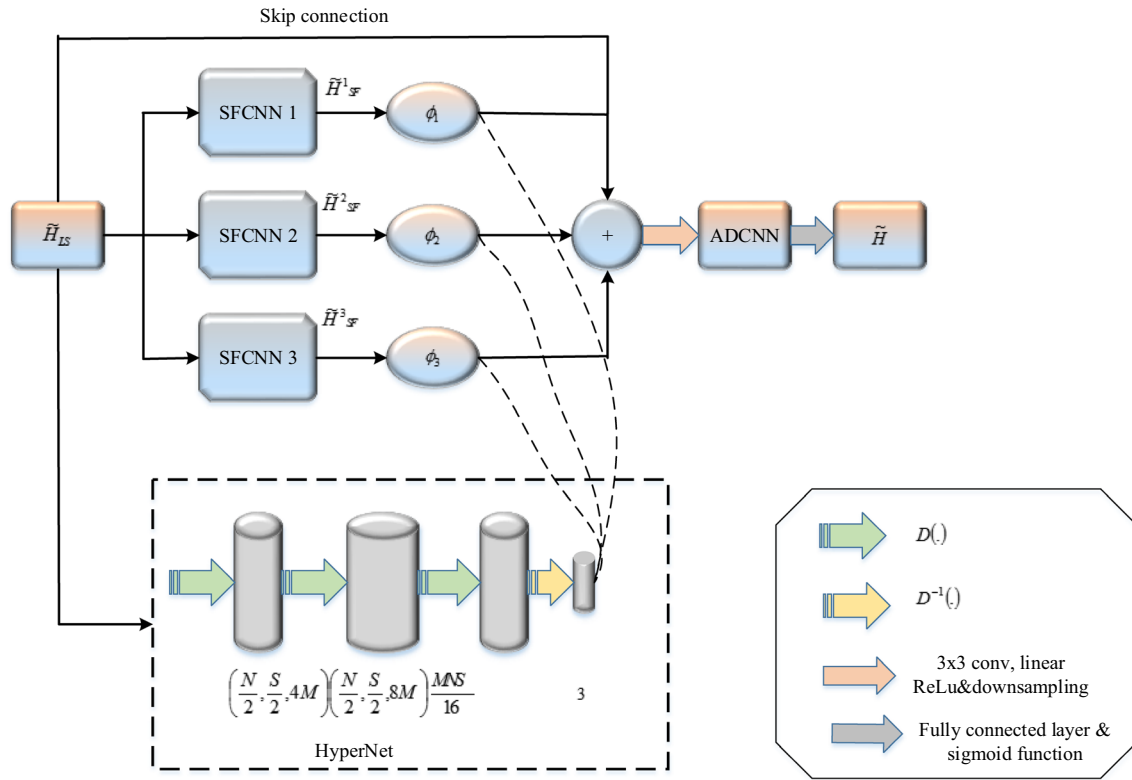 Skip connection
SFCNN 1
H̃¹SF
ϕ₁
H̃LS
SFCNN 2
H̃²SF
ϕ₂
+
ADCNN
H̃
SFCNN 3
H̃³SF
ϕ₃
(N/2, S/2, 4M) (N/2, S/2, 8M) MNS/16
3
HyperNet
D(.)
D⁻¹(.)
3x3 conv, linear
ReLu&downsampling
Fully connected layer &
sigmoid function